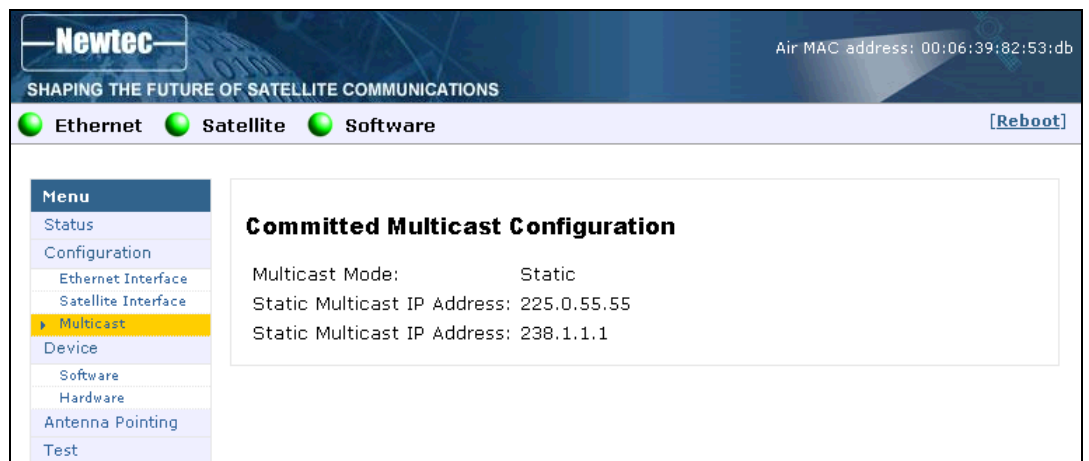 Newtec
Air MAC address: 00:06:39:82:53:db
SHAPING THE FUTURE OF SATELLITE COMMUNICATIONS
Ethernet Satellite Software [Reboot]
Menu
Status
Configuration
Ethernet Interface
Satellite Interface
Multicast
Device
Software
Hardware
Antenna Pointing
Test
Committed Multicast Configuration
Multicast Mode: Static
Static Multicast IP Address: 225.0.55.55
Static Multicast IP Address: 238.1.1.1